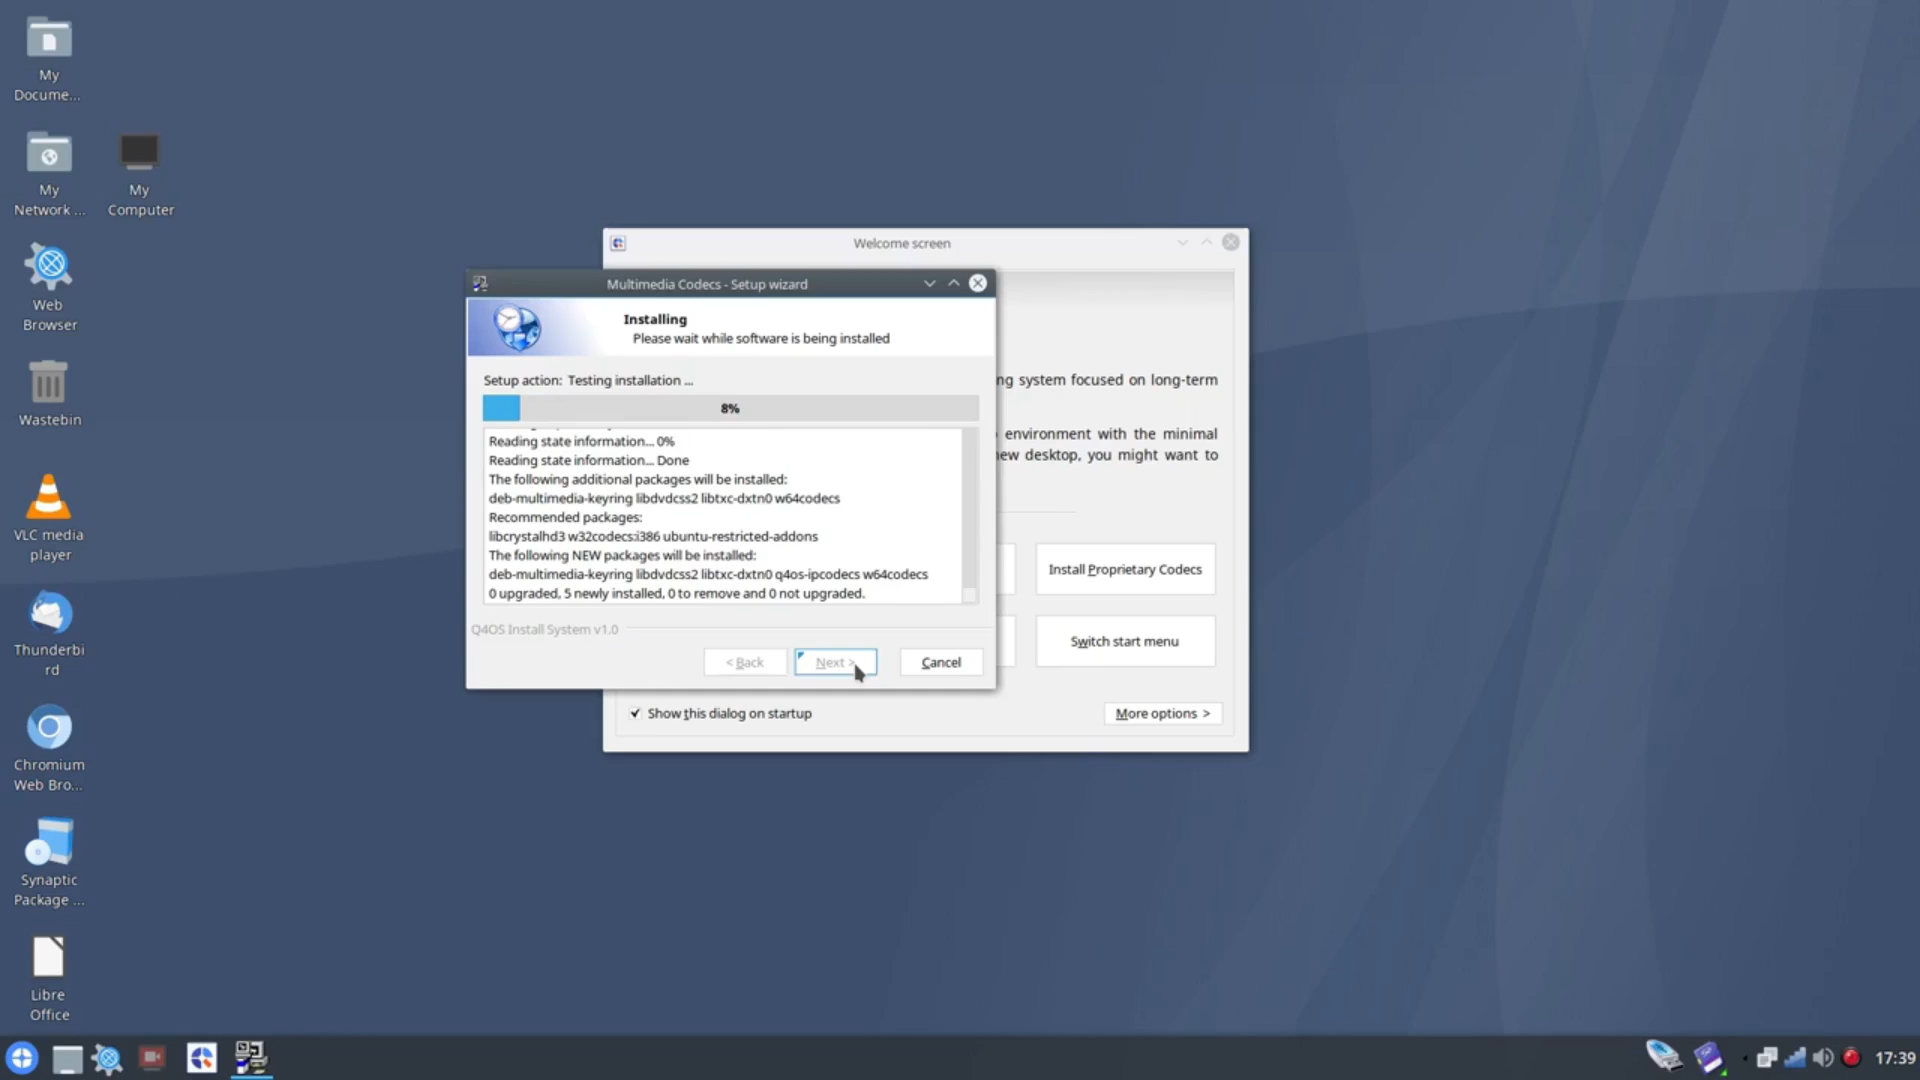 My
Docume...
My
Network ...
My
Computer
Web
Browser
Wastebin
VLC media
player
Thunderbi
rd
Chromium
Web Bro...
Synaptic
Package ...
Libre
Office
Welcome screen
ng system focused on long-term
environment with the minimal
new desktop, you might want to
Install Proprietary Codecs
Switch start menu
Show this dialog on startup
More options >
Multimedia Codecs - Setup wizard
Installing
Please wait while software is being installed
Setup action: Testing installation ...
8%
Reading state information... 0%
Reading state information... Done
The following additional packages will be installed:
deb-multimedia-keyring libdvdcss2 libtxc-dxtn0 w64codecs
Recommended packages:
libcrystalhd3 w32codecs:i386 ubuntu-restricted-addons
The following NEW packages will be installed:
deb-multimedia-keyring libdvdcss2 libtxc-dxtn0 q4os-ipcodecs w64codecs
0 upgraded, 5 newly installed, 0 to remove and 0 not upgraded.
Q4OS Install System v1.0
< Back
Next >
Cancel
17:39